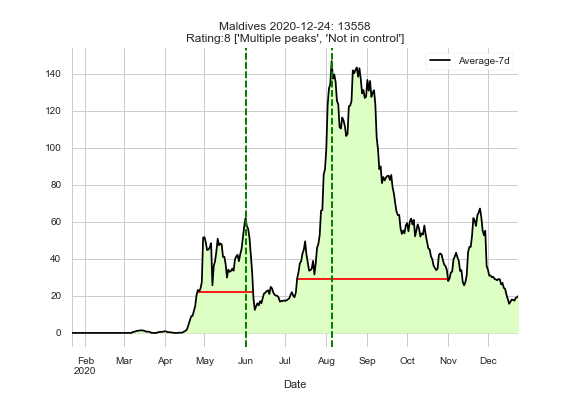 Maldives 2020-12-24: 13558
Rating:8 ['Multiple peaks', 'Not in control']
Average-7d
140
120
100
80
60
40
20
0
Feb Mar Apr May Jun Jul Aug Sep Oct Nov Dec
2020
Date